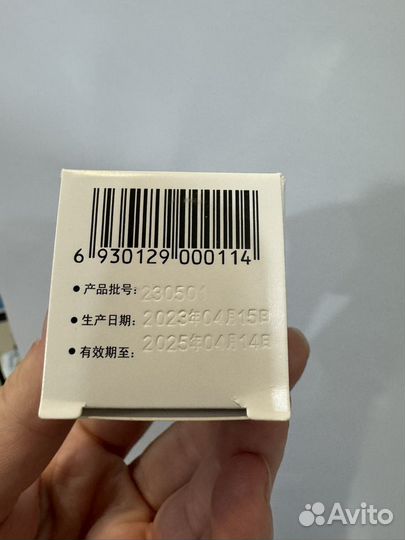 6 930129 000114
• 产品批号: 230501
• 生产日期: 2023年04月15日
• 有效期至: 2025年04月14日
Avito